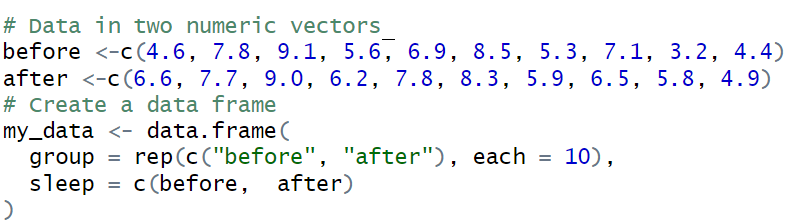 # Data in two numeric vectors
before <-c(4.6, 7.8, 9.1, 5.6, 6.9, 8.5, 5.3, 7.1, 3.2, 4.4)
after <-c(6.6, 7.7, 9.0, 6.2, 7.8, 8.3, 5.9, 6.5, 5.8, 4.9)
# Create a data frame
my_data <- data.frame(
  group = rep(c("before", "after"), each = 10),
  sleep = c(before,  after)
)